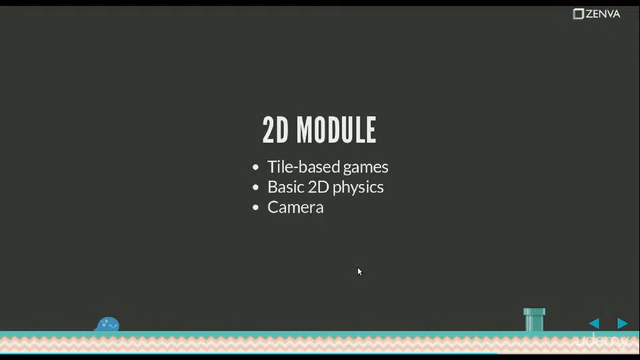 ZENVA
2D MODULE
Tile-based games
Basic 2D physics
Camera
udemy